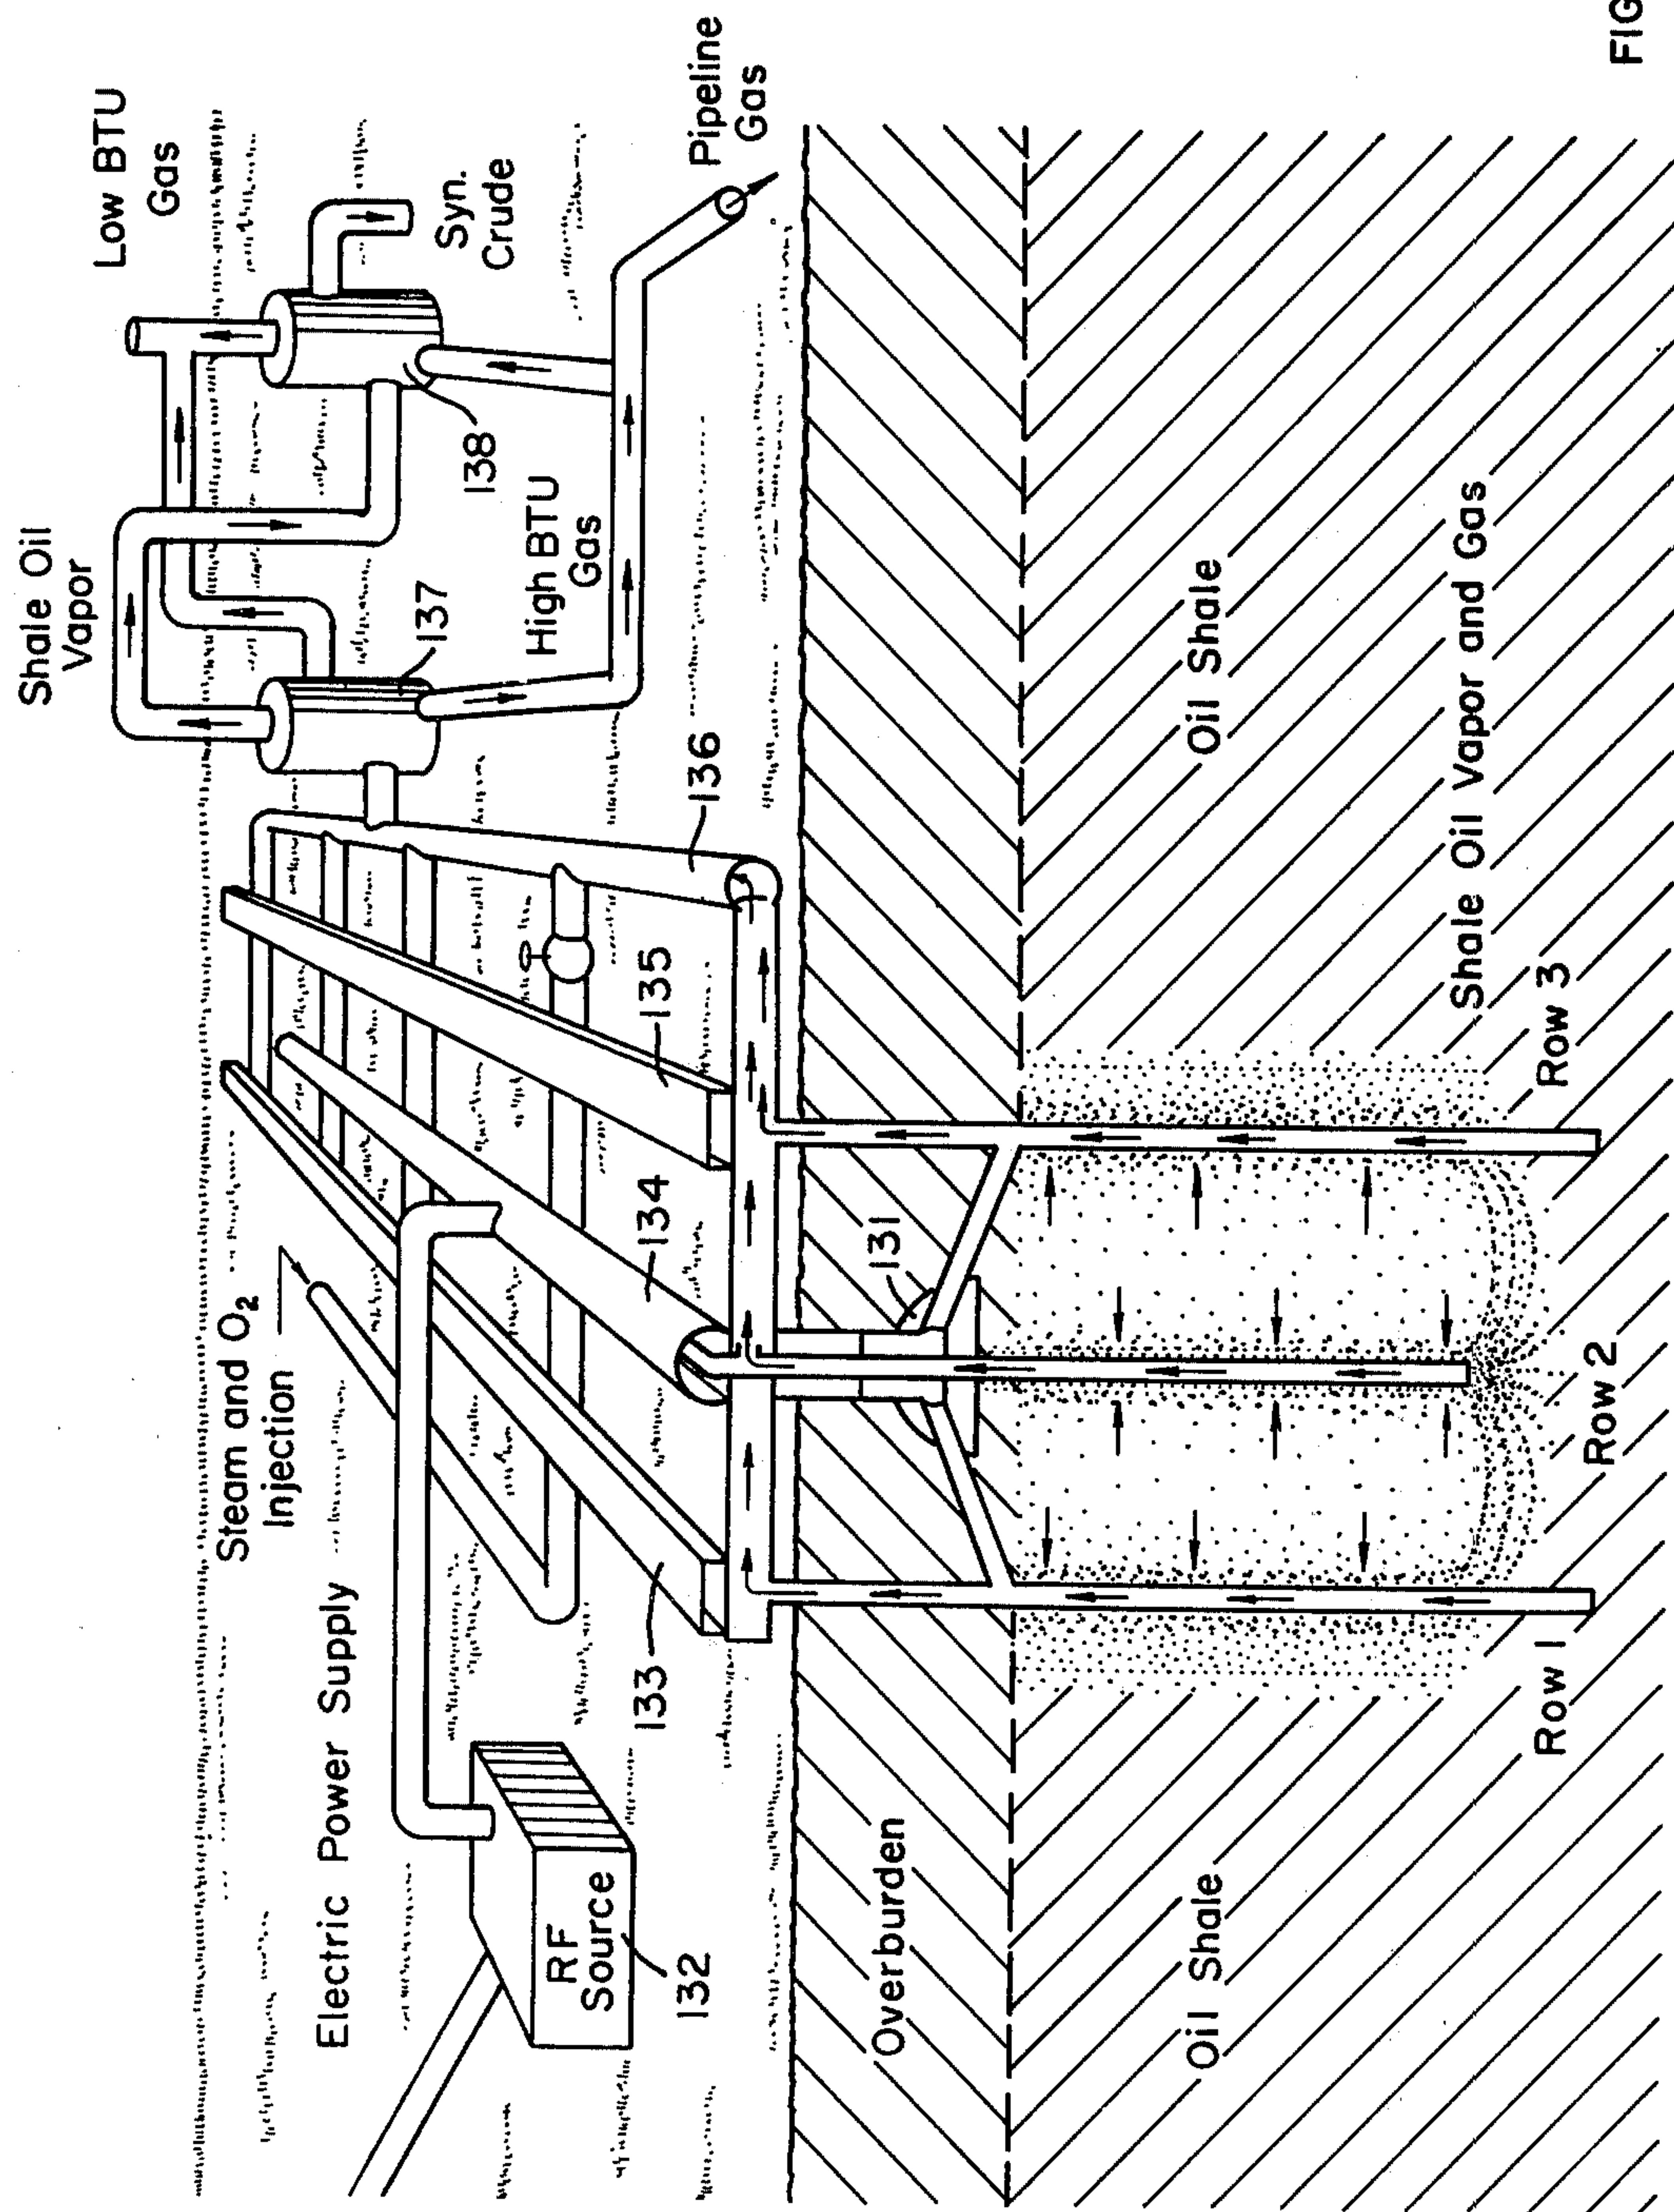 Low BTU
Gas
Shale Oil
Vapor
Syn.
Crude
Pipeline
Gas
138
High BTU
Gas
137
136
Steam and O2
Injection
Electric Power Supply
135
134
133
RF
Source
132
131
Overburden
Oil Shale
Oil Shale
Shale Oil Vapor and Gas
Row 1
Row 2
Row 3
FIG